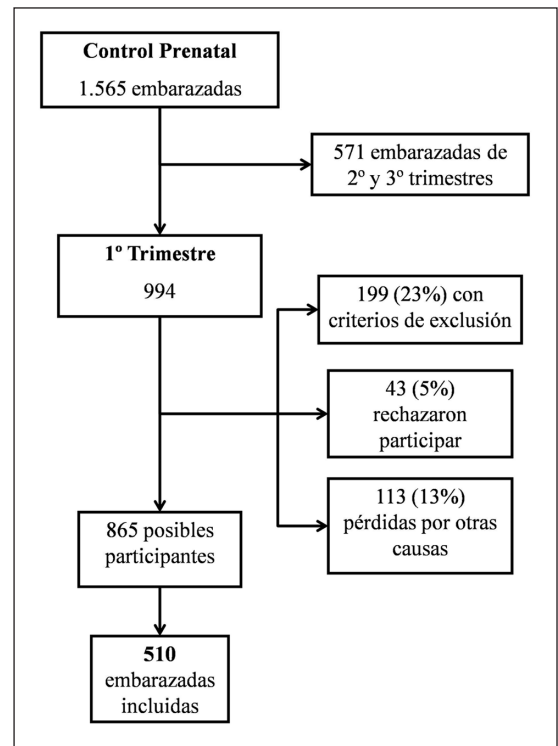 Control Prenatal
1.565 embarazadas
571 embarazadas de
2º y 3º trimestres
1º Trimestre
994
199 (23%) con
criterios de exclusión
43 (5%)
rechazaron
participar
113 (13%)
pérdidas por otras
causas
865 posibles
participantes
510
embarazadas
incluidas